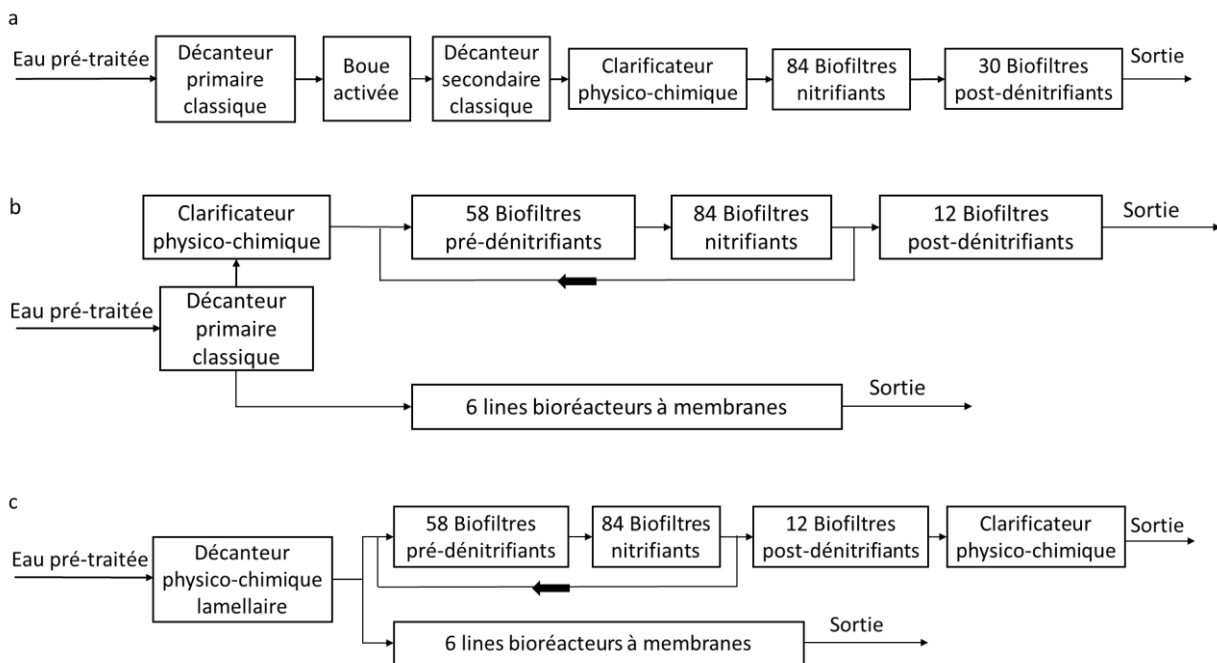 a
Eau pré-traitée
Décanteur
primaire
classique
Boue
activée
Décanteur
secondaire
classique
Clarificateur
physico-chimique
84 Biofiltres
nitrifiants
30 Biofiltres
post-dénitrifiants
Sortie
b
Clarificateur
physico-chimique
58 Biofiltres
pré-dénitrifiants
84 Biofiltres
nitrifiants
12 Biofiltres
post-dénitrifiants
Sortie
Eau pré-traitée
Décanteur
primaire
classique
6 lines bioréacteurs à membranes
Sortie
c
Eau pré-traitée
Décanteur
physico-chimique
lamellaire
58 Biofiltres
pré-dénitrifiants
84 Biofiltres
nitrifiants
12 Biofiltres
post-dénitrifiants
Clarificateur
physico-chimique
Sortie
6 lines bioréacteurs à membranes
Sortie